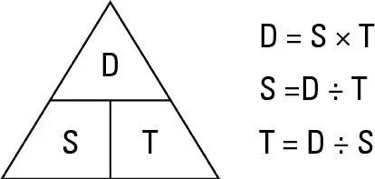 D
S T
D = S × T
S =D ÷ T
T = D ÷ S